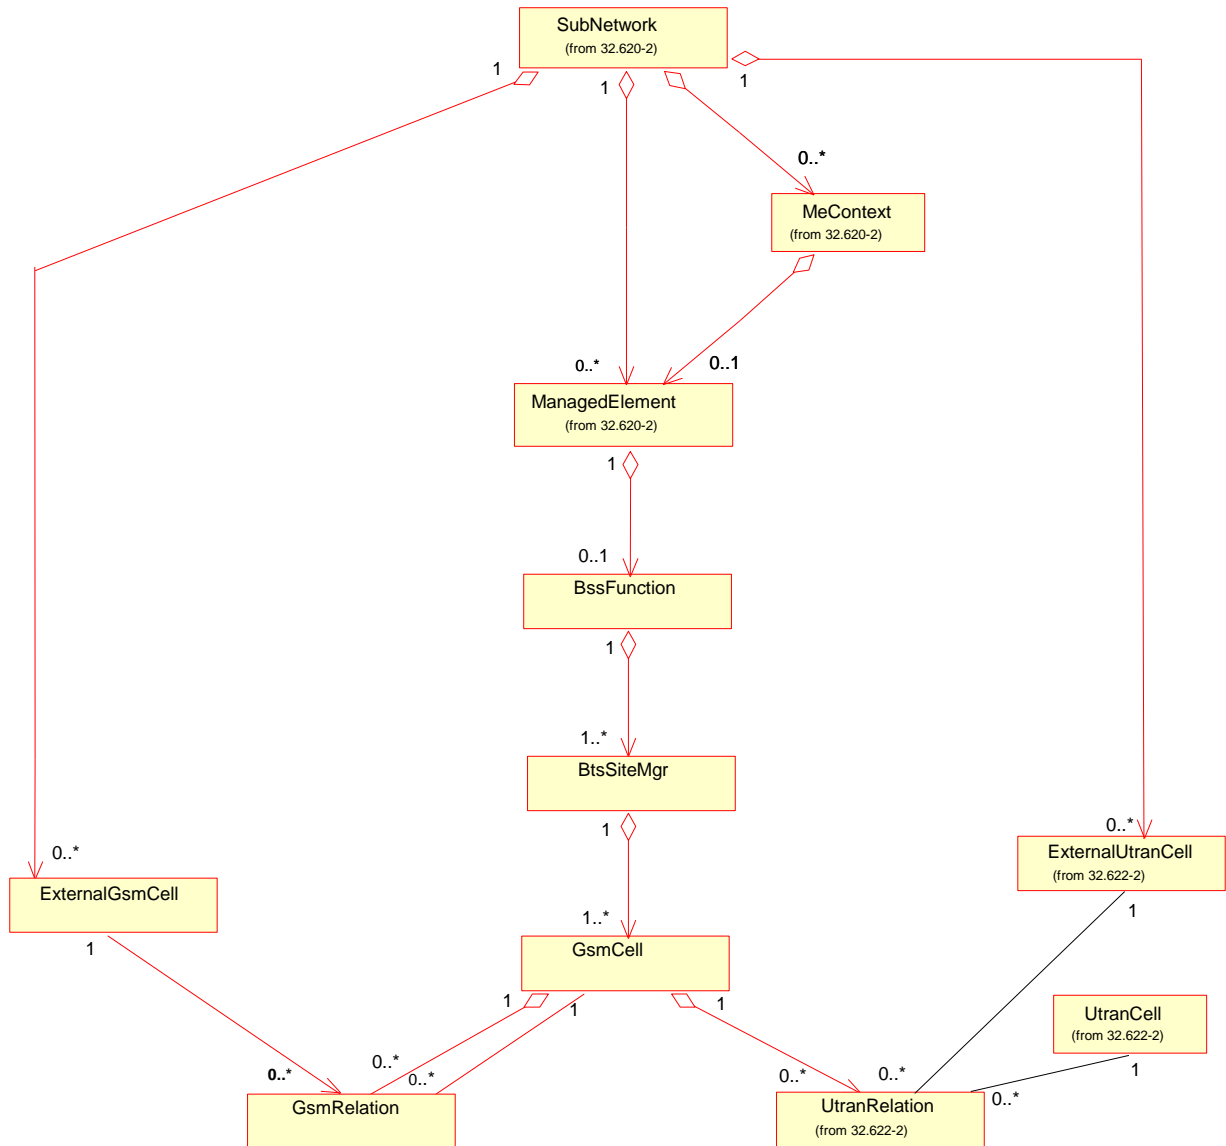 SubNetwork
(from 32.620-2)
1
1
1
0..*
MeContext
(from 32.620-2)
0..*
0..1
ManagedElement
(from 32.620-2)
1
0..1
BssFunction
1
1..*
BtsSiteMgr
1
0..*
0..*
ExternalUtranCell
(from 32.622-2)
ExternalGsmCell
1
1..*
1
GsmCell
1
1
1
UtranCell
(from 32.622-2)
0..*
0..*
0..*
0..*
0..*
1
0..*
GsmRelation
UtranRelation
(from 32.622-2)